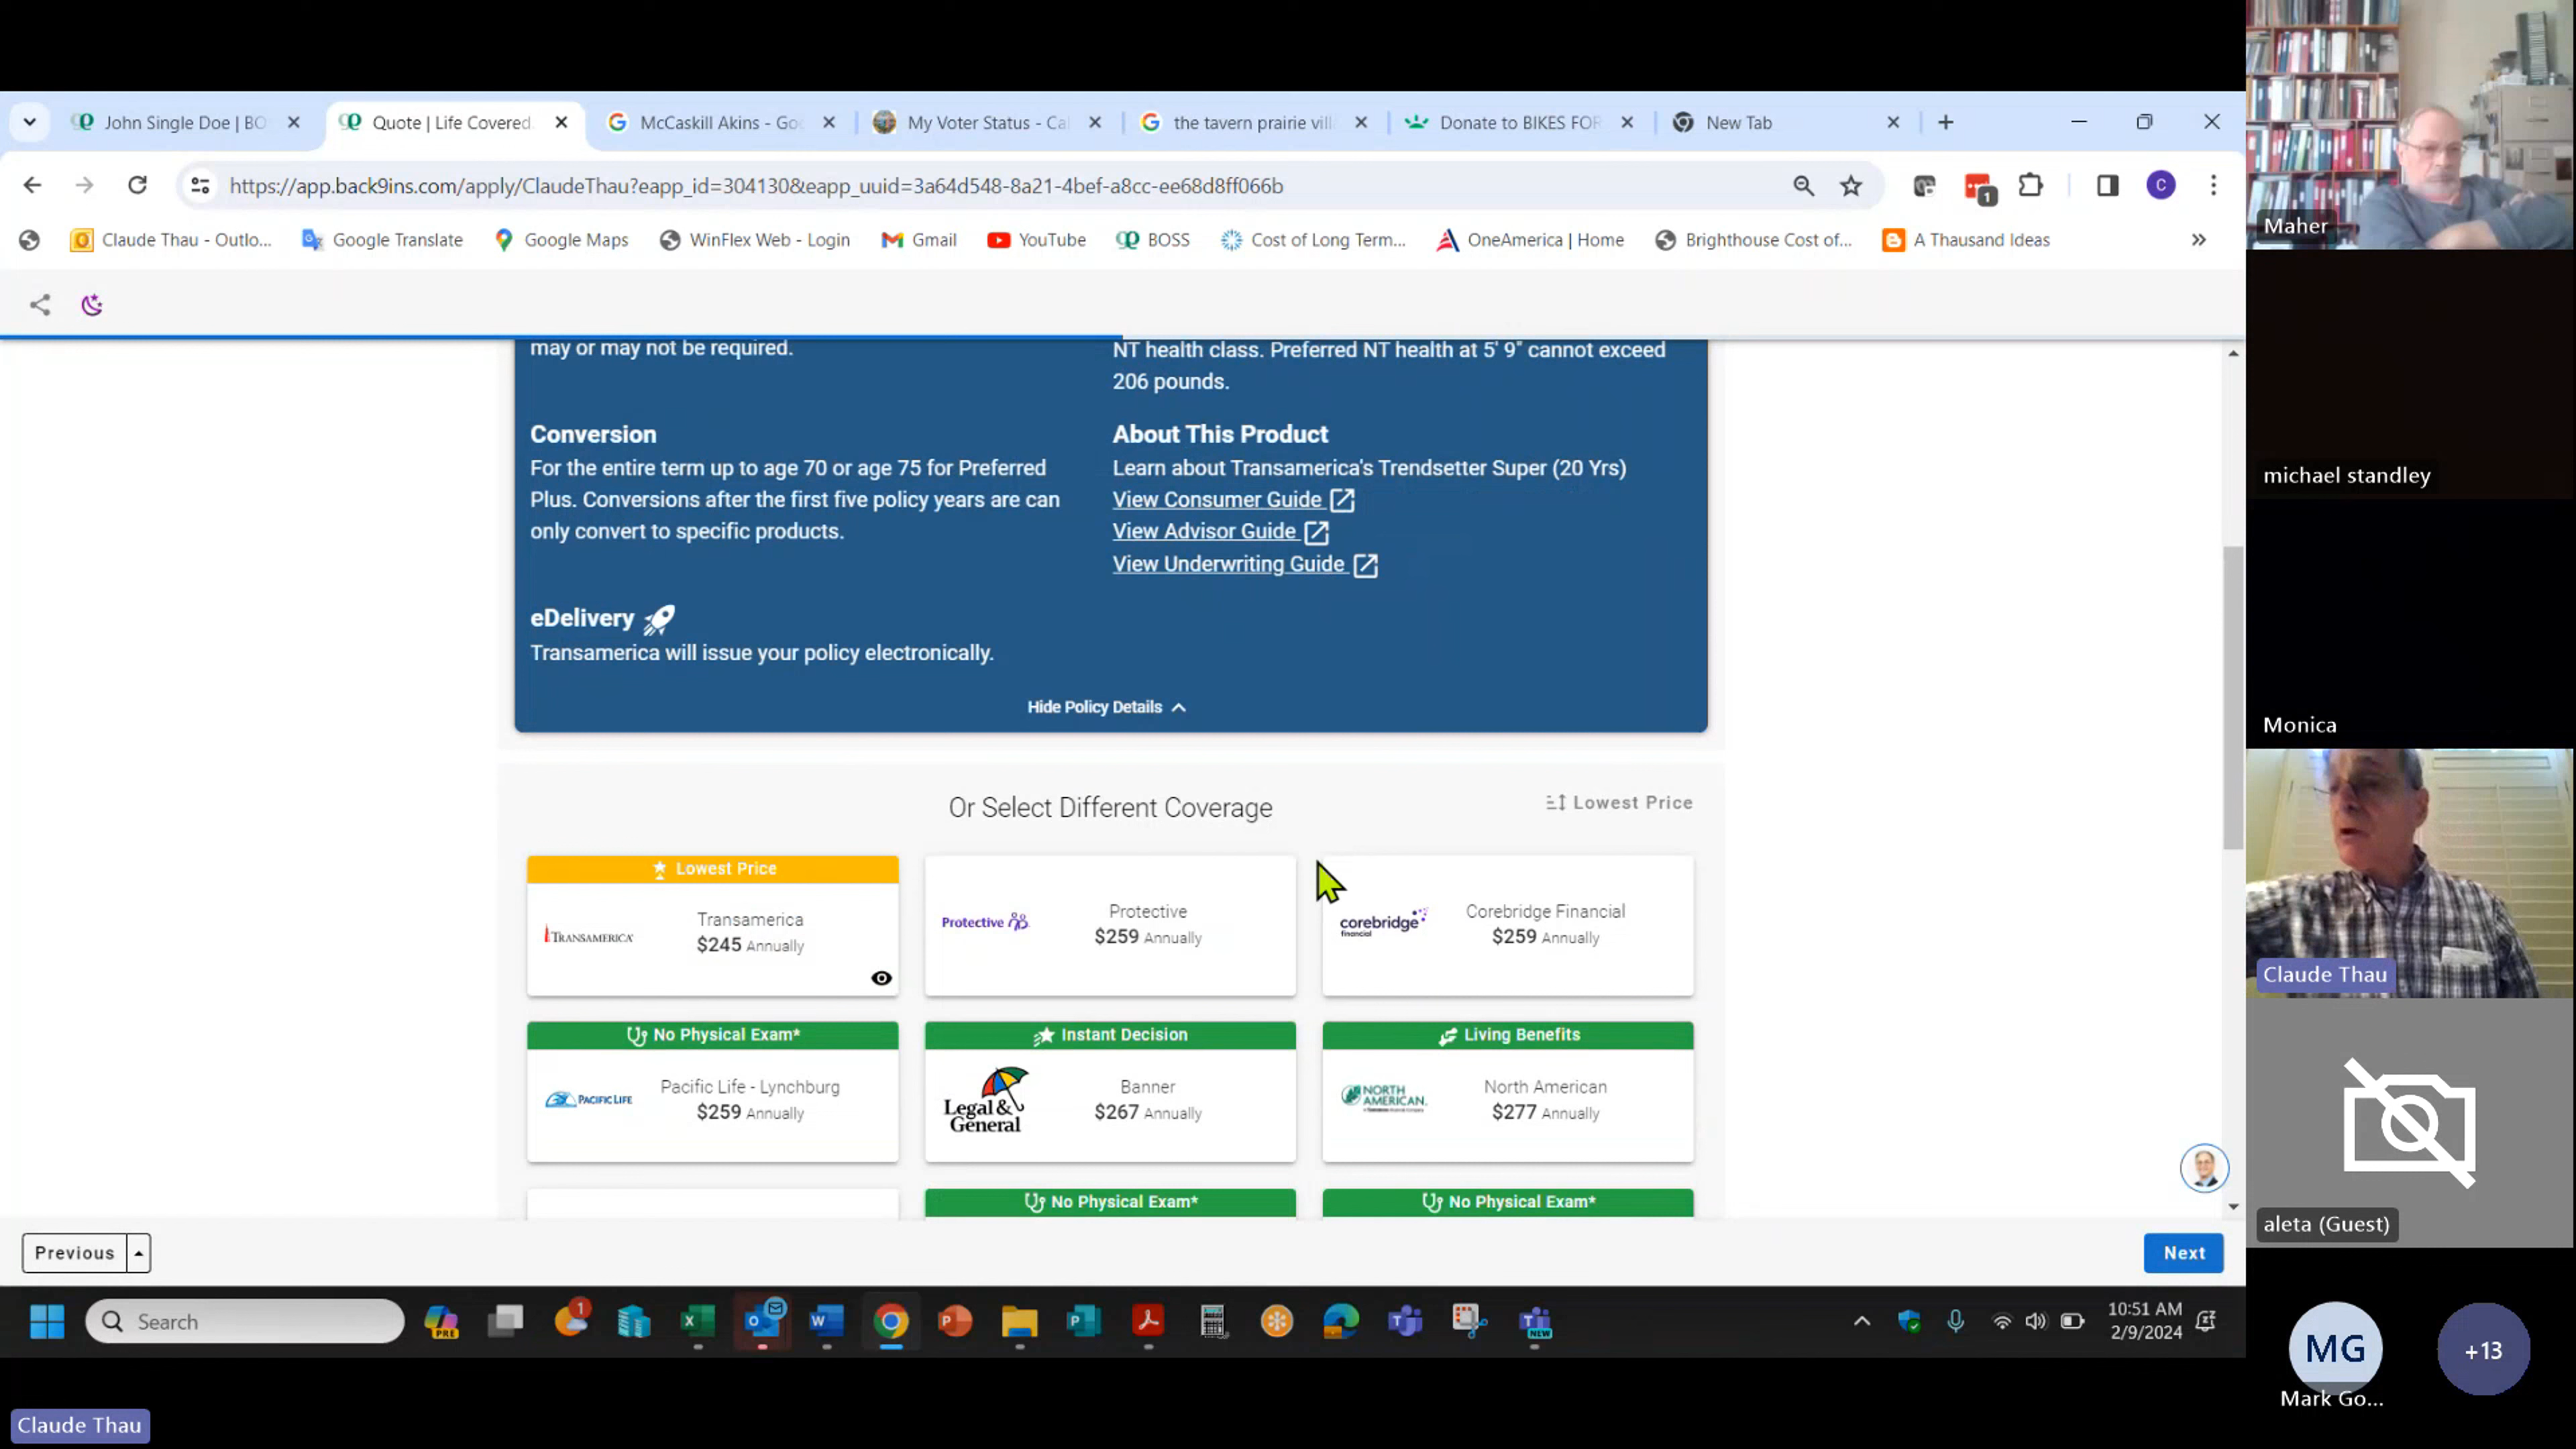 John Single Doe | BO
Quote | Life Covered
McCaskill Akins - Goo
My Voter Status - Cal
the tavern prairie vill
Donate to BIKES FOR
New Tab
https://app.back9ins.com/apply/ClaudeThau?eapp_id=304130&eapp_uuid=3a64d548-8a21-4bef-a8cc-ee68d8ff066b
1
C
Claude Thau - Outlo...
Google Translate
Google Maps
WinFlex Web - Login
Gmail
YouTube
BOSS
Cost of Long Term...
OneAmerica | Home
Brighthouse Cost of...
A Thousand Ideas
may or may not be required.
NT health class. Preferred NT health at 5' 9" cannot exceed
206 pounds.
Conversion
For the entire term up to age 70 or age 75 for Preferred
Plus. Conversions after the first five policy years are can
only convert to specific products.
About This Product
Learn about Transamerica's Trendsetter Super (20 Yrs)
View Consumer Guide
View Advisor Guide
View Underwriting Guide
eDelivery
Transamerica will issue your policy electronically.
Hide Policy Details
Or Select Different Coverage
Lowest Price
Lowest Price
TRANSAMERICA
Transamerica
$245 Annually
Protective
Protective
$259 Annually
corebridge
financial
Corebridge Financial
$259 Annually
No Physical Exam*
PACIFIC LIFE
Pacific Life - Lynchburg
$259 Annually
Instant Decision
Legal &
General
Banner
$267 Annually
Living Benefits
NORTH
AMERICAN
North American
$277 Annually
No Physical Exam*
No Physical Exam*
Previous
Next
Search
PRE
1
NEW
10:51 AM
2/9/2024
Claude Thau
Maher
michael standley
Monica
Claude Thau
aleta (Guest)
MG
Mark Go...
+13